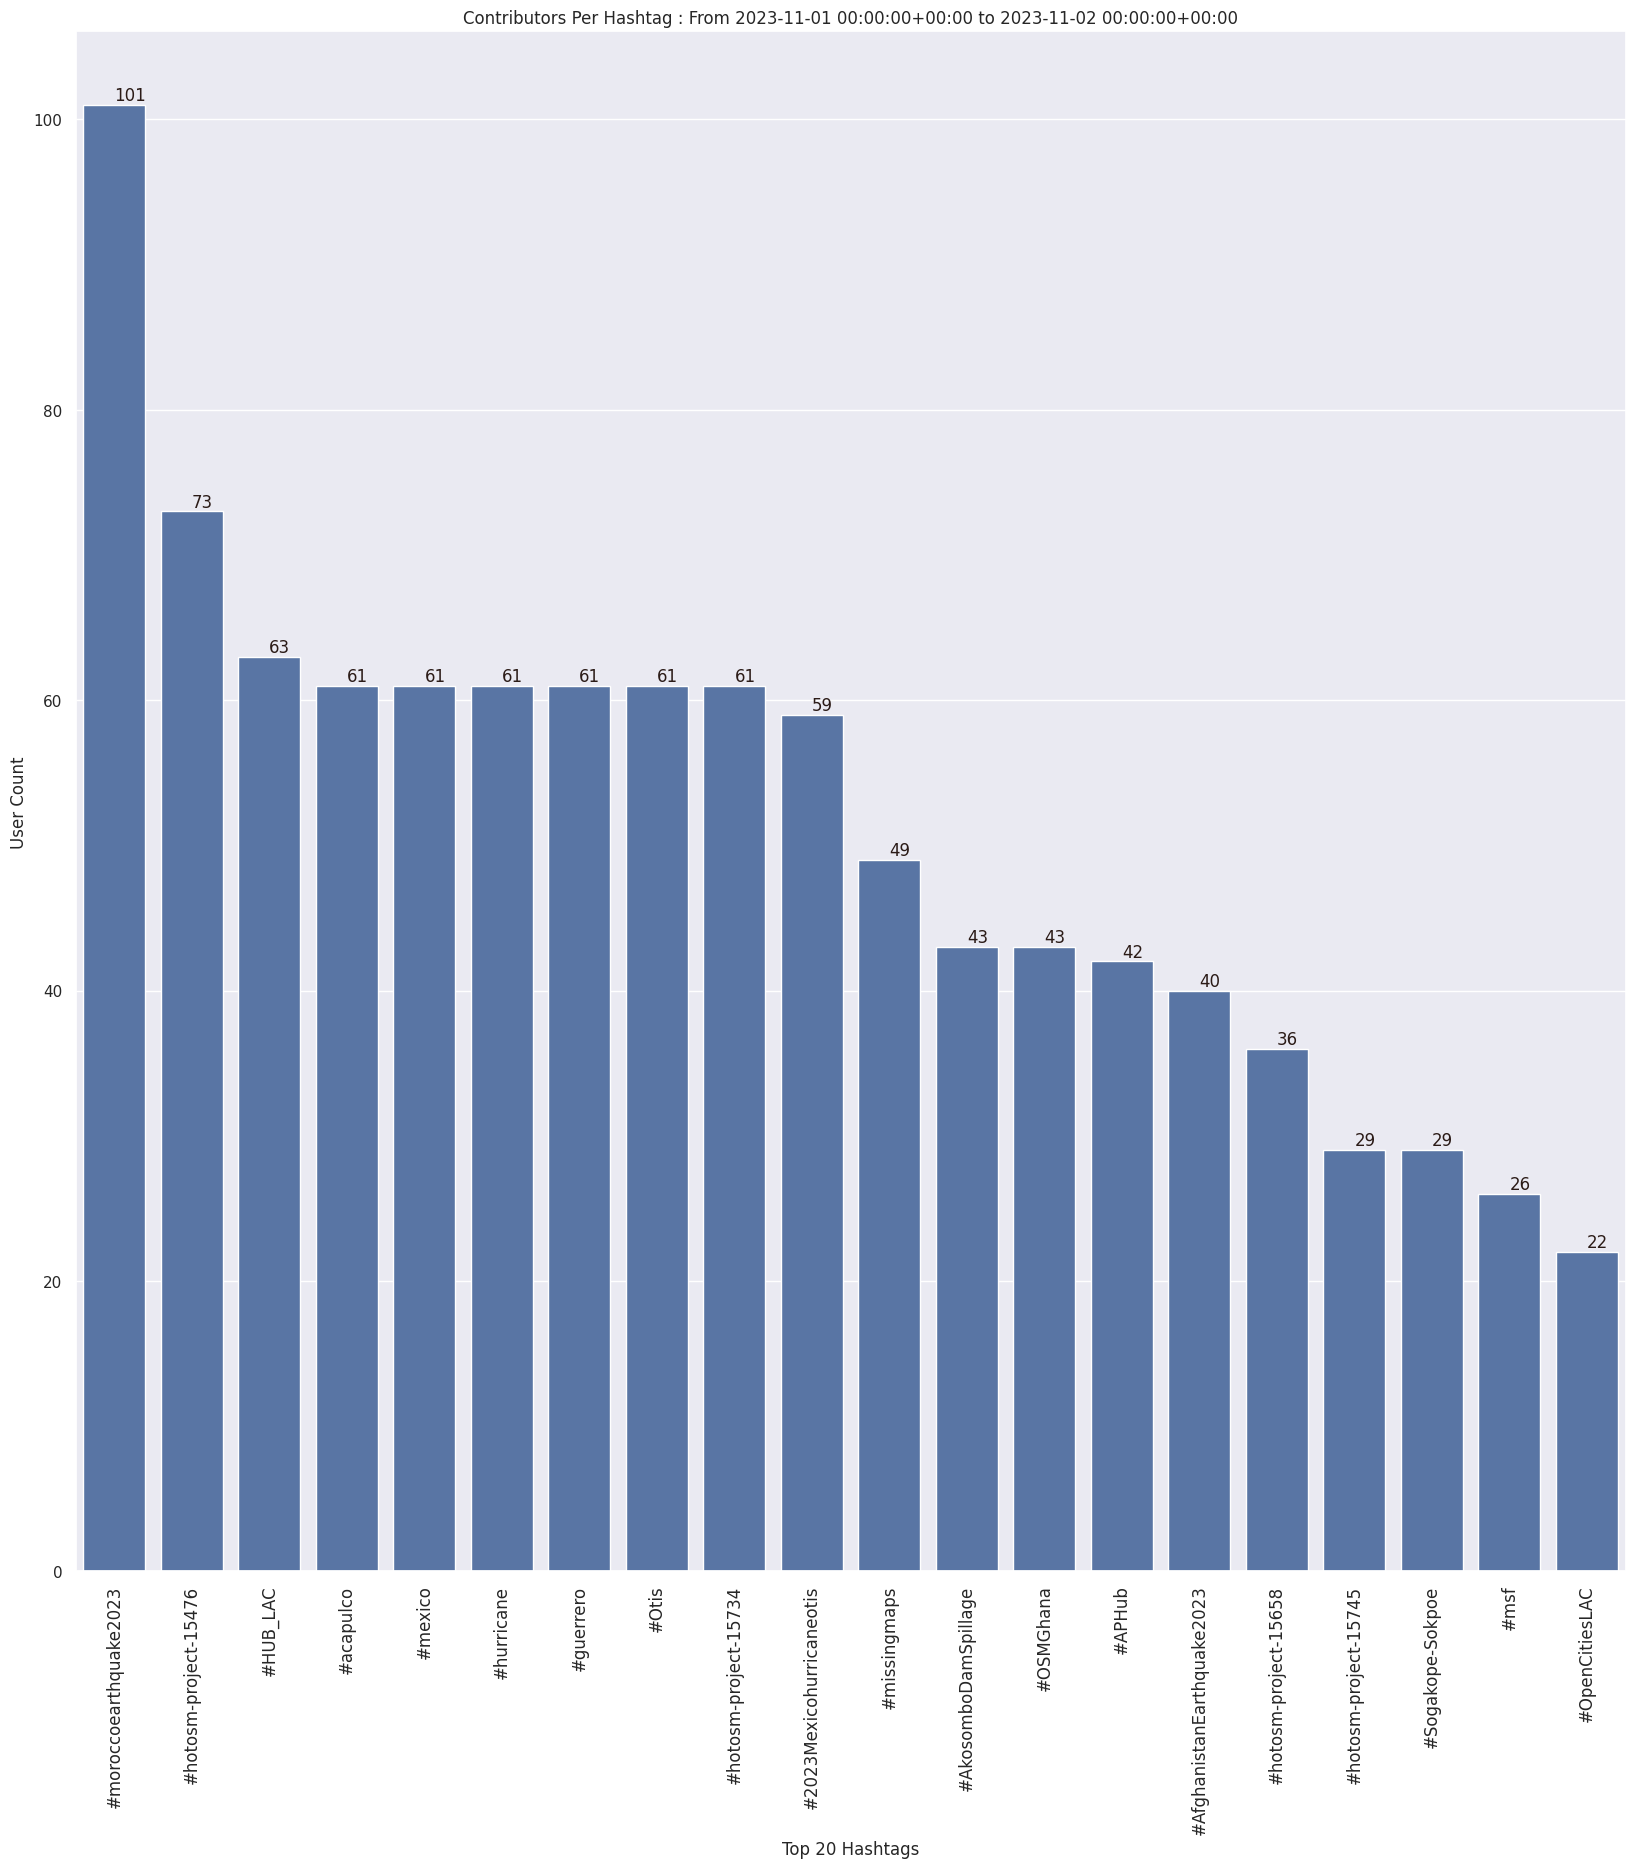 Contributors Per Hashtag : From 2023-11-01 00:00:00+00:00 to 2023-11-02 00:00:00+00:00
User Count
100
80
60
40
20
0
101
73
63
61
61
61
61
61
61
59
49
43
43
42
40
36
29
29
26
22
#moroccoearthquake2023
#hotosm-project-15476
#HUB_LAC
#acapulco
#mexico
#hurricane
#guerrero
#Otis
#hotosm-project-15734
#2023Mexicohurricaneotis
#missingmaps
#AkosomboDamSpillage
#OSMGhana
#APHub
#AfghanistanEarthquake2023
#hotosm-project-15658
#hotosm-project-15745
#Sogakope-Sokpoe
#msf
#OpenCitiesLAC
Top 20 Hashtags